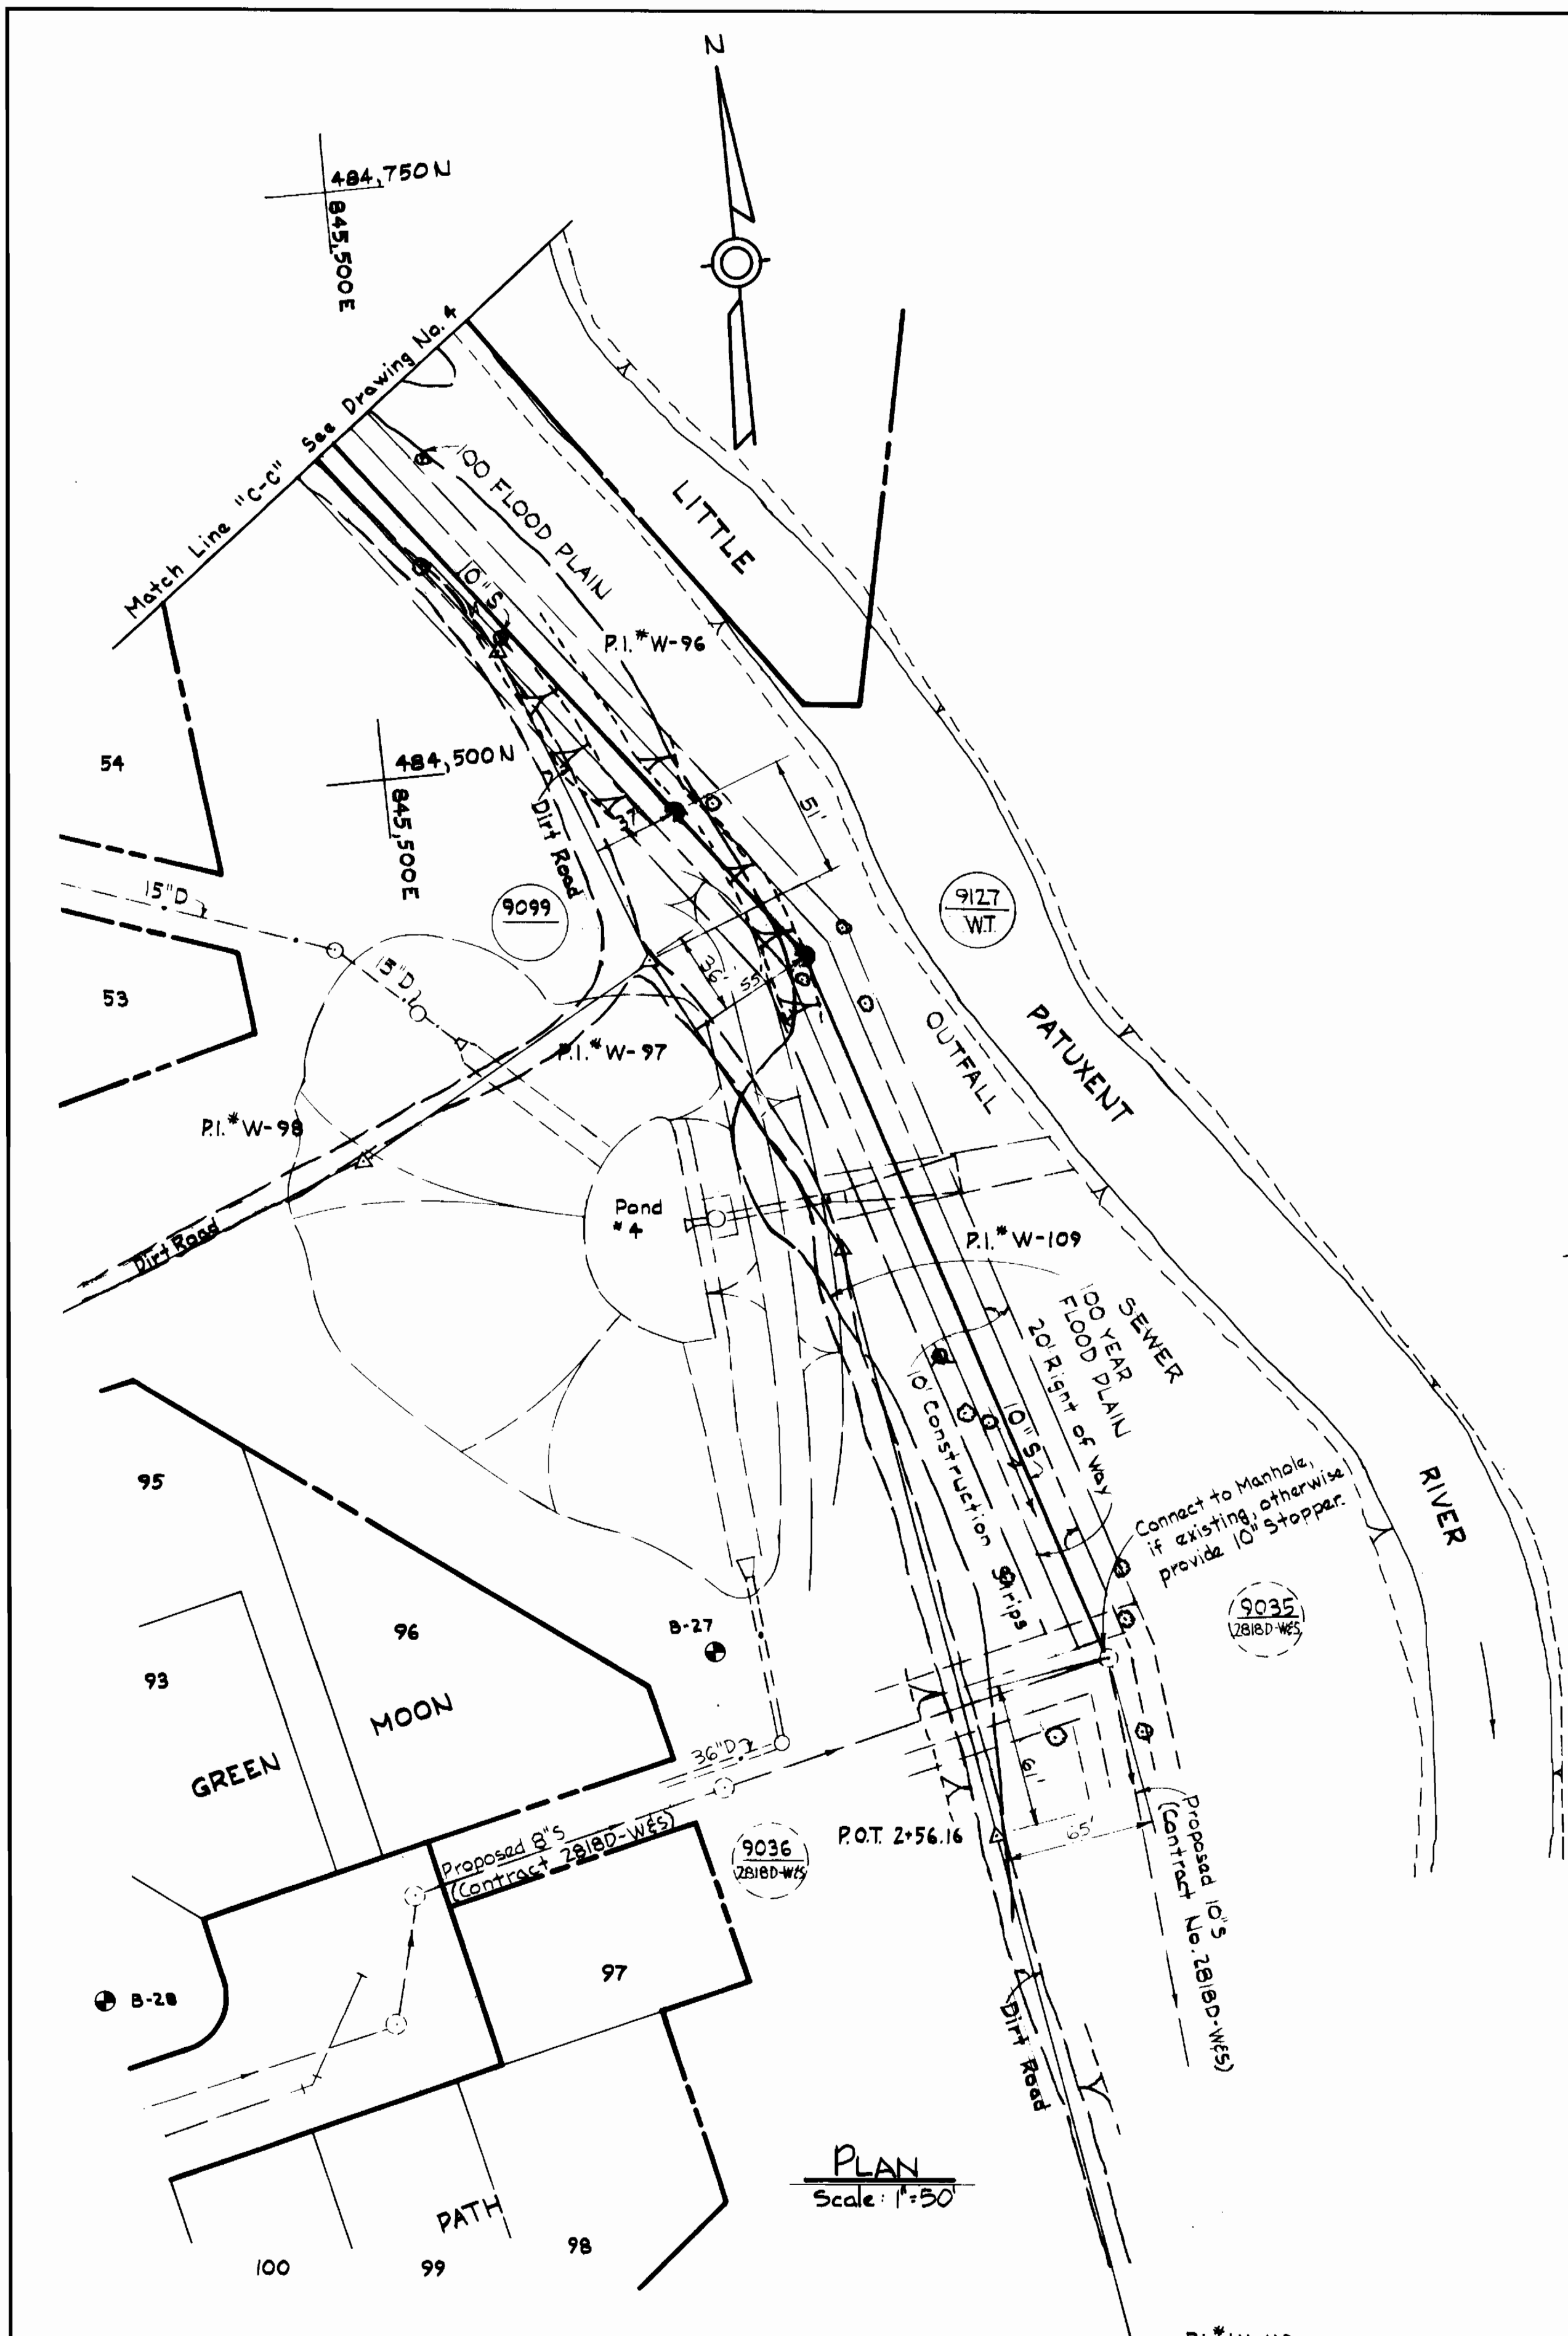 N
484,750 N
845,500 E
Match Line "C-C" See Drawing No. 4
100 FLOOD PLAIN
10"S
LITTLE
P.I. # W-96
54
484,500 N
845,500 E
Dirt Road
51'
15"D
9099
9127
W.T.
53
15"D
36'
55'
OUTFALL
PATUXENT
P.I. # W-97
P.I. # W-98
Pond
# 4
Dirt Road
P.I. # W-109
SEWER
100 YEAR
FLOOD PLAIN
20' Right of Way
10' Construction Strips
10"S
95
RIVER
Connect to Manhole,
if existing, otherwise
provide 10" Stopper.
9035
2818D-W&S
B-27
96
93
MOON
GREEN
36"D
61'
65'
P.O.T. 2+56.16
Proposed 8"S
(Contract 2818D-W&S)
9036
2818D-W&S
Proposed 10"S
(Contract No. 2818D-W&S)
97
B-28
Dirt Road
PLAN
Scale: 1"=50'
PATH
98
99
100